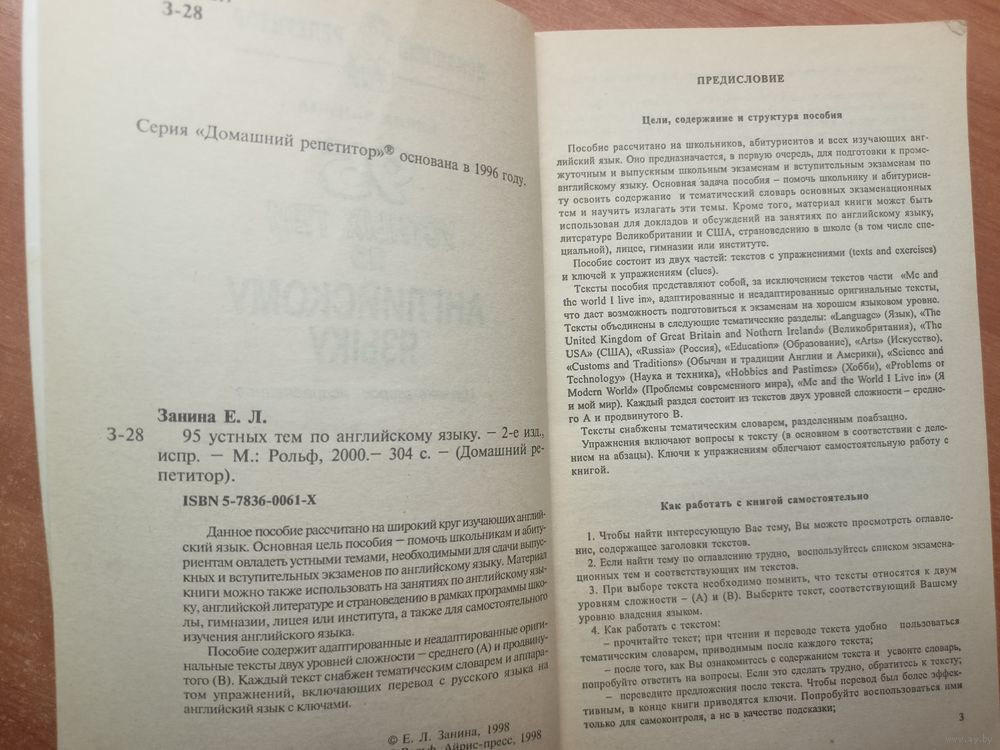 З-28
Серия «Домашний репетитор»® основана в 1996 году.
Занина Е. Л.
З-28 95 устных тем по английскому языку. – 2-е изд.,
испр. – М.: Рольф, 2000.– 304 с. – (Домашний ре-
петитор).
ISBN 5-7836-0061-X
Данное пособие рассчитано на широкий круг изучающих англий-
ский язык. Основная цель пособия – помочь школьникам и абиту-
риентам овладеть устными темами, необходимыми для сдачи выпус-
кных и вступительных экзаменов по английскому языку. Материал
книги можно также использовать на занятиях по английскому язы-
ку, английской литературе и страноведению в рамках программы шко-
лы, гимназии, лицея или института, а также для самостоятельного
изучения английского языка.
Пособие содержит адаптированные и неадаптированные ориги-
нальные тексты двух уровней сложности – среднего (А) и продвину-
того (В). Каждый текст снабжен тематическим словарем и аппара-
том упражнений, включающих перевод с русского языка на
английский язык с ключами.
© Е. Л. Занина, 1998
Айрис-пресс, 1998
ПРЕДИСЛОВИЕ
Цели, содержание и структура пособия
Пособие рассчитано на школьников, абитуриентов и всех изучающих анг-
лийский язык. Оно предназначается, в первую очередь, для подготовки к проме-
жуточным и выпускным школьным экзаменам и вступительным экзаменам по
английскому языку. Основная задача пособия – помочь школьнику и абитуриен-
ту освоить содержание и тематический словарь основных экзаменационных
тем и научить излагать эти темы. Кроме того, материал книги может быть
использован для докладов и обсуждений на занятиях по английскому языку,
литературе Великобритании и США, страноведению в школе (в том числе спе-
циальной), лицее, гимназии или институте.
Пособие состоит из двух частей: текстов с упражнениями (texts and exercises)
и ключей к упражнениям (clues).
Тексты пособия представляют собой, за исключением текстов части «Me and
the world I live in», адаптированные и неадаптированные оригинальные тексты,
что дает возможность подготовиться к экзаменам на хорошем языковом уровне.
Тексты объединены в следующие тематические разделы: «Language» (Язык), «The
United Kingdom of Great Britain and Nothern Ireland» (Великобритания), «The
USA» (США), «Russia» (Россия), «Education» (Образование), «Arts» (Искусство),
«Customs and Traditions» (Обычаи и традиции Англии и Америки), «Science and
Technology» (Наука и техника), «Hobbies and Pastimes» (Хобби), «Problems of
Modern World» (Проблемы современного мира), «Me and the World I Live in» (Я
и мой мир). Каждый раздел состоит из текстов двух уровней сложности– средне-
го А и продвинутого В.
Тексты снабжены тематическим словарем, разделенным поабзацно.
Упражнения включают вопросы к тексту (в основном в соответствии с деле-
нием на абзацы). Ключи к упражнениям облегчают самостоятельную работу с
книгой.
Как работать с книгой самостоятельно
1. Чтобы найти интересующую Вас тему, Вы можете просмотреть оглавле-
ние, содержащее заголовки текстов.
2. Если найти тему по оглавлению трудно, воспользуйтесь списком экзамена-
ционных тем и соответствующих им текстов.
3. При выборе текста необходимо помнить, что тексты относятся к двум
уровням сложности – (А) и (В). Выберите текст, соответствующий Вашему
уровню владения языком.
4. Как работать с текстом:
– прочитайте текст; при чтении и переводе текста удобно пользоваться
тематическим словарем, приводимым после каждого текста;
– после того, как Вы ознакомитесь с содержанием текста и усвоите словарь,
попробуйте ответить на вопросы. Если это сделать трудно, обратитесь к тексту;
– переведите предложения после текста. Чтобы перевод был более эффек-
тивным, в конце книги приводятся ключи. Попробуйте воспользоваться ими
только для самоконтроля, а не в качестве подсказки;
3
www.ay.by